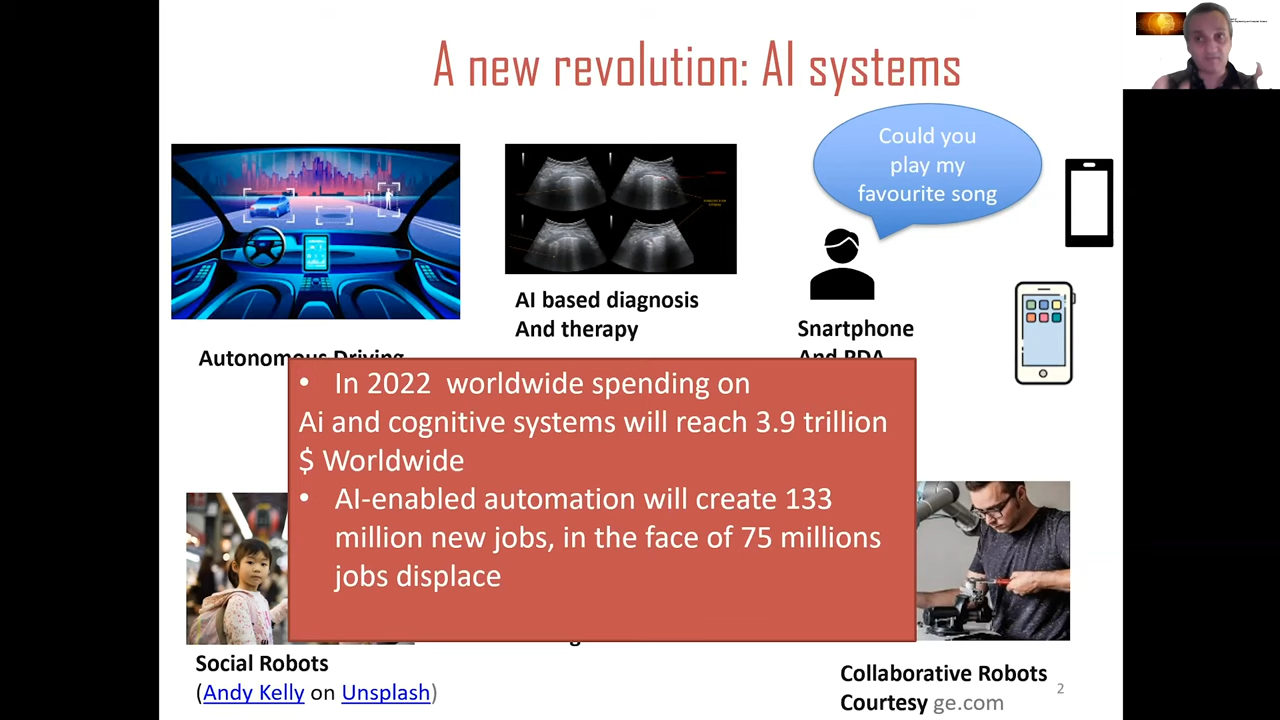 A new revolution: AI systems
Could you
play my
favourite song
AI based diagnosis
And therapy
Snartphone
And PDA
Autonomous Driving
• In 2022 worldwide spending on
Ai and cognitive systems will reach 3.9 trillion
$ Worldwide
• AI-enabled automation will create 133
million new jobs, in the face of 75 millions
jobs displace
Social Robots
(Andy Kelly on Unsplash)
Collaborative Robots
Courtesy ge.com
2